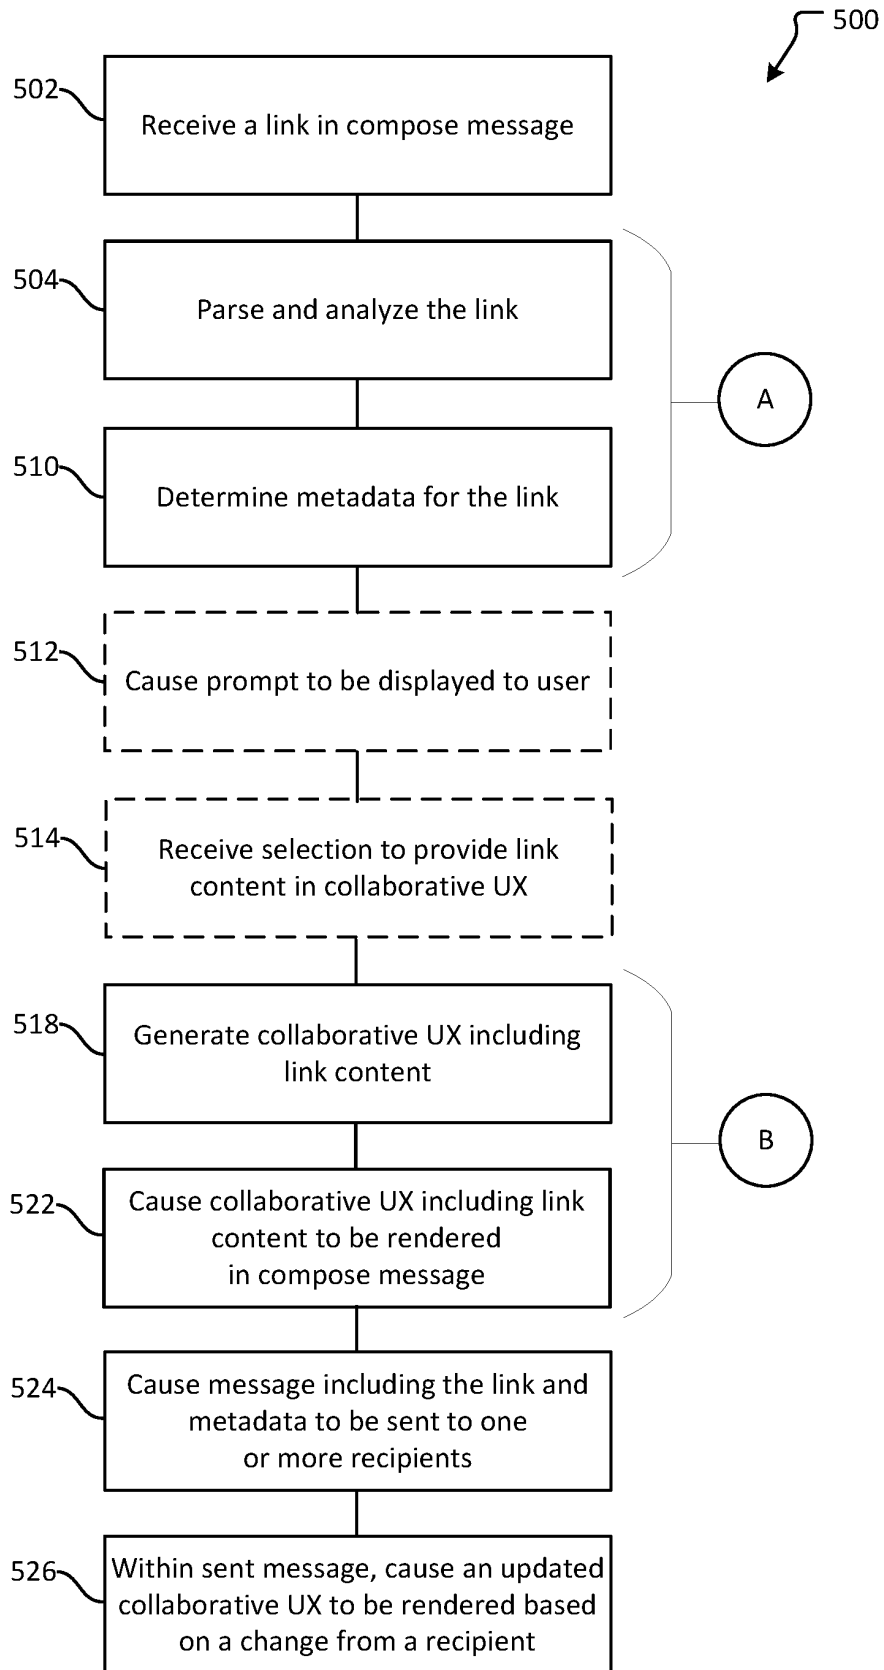 500
502
Receive a link in compose message
504
Parse and analyze the link
A
510
Determine metadata for the link
512
Cause prompt to be displayed to user
514
Receive selection to provide link
content in collaborative UX
518
Generate collaborative UX including
link content
B
522
Cause collaborative UX including link
content to be rendered
in compose message
524
Cause message including the link and
metadata to be sent to one
or more recipients
526
Within sent message, cause an updated
collaborative UX to be rendered based
on a change from a recipient